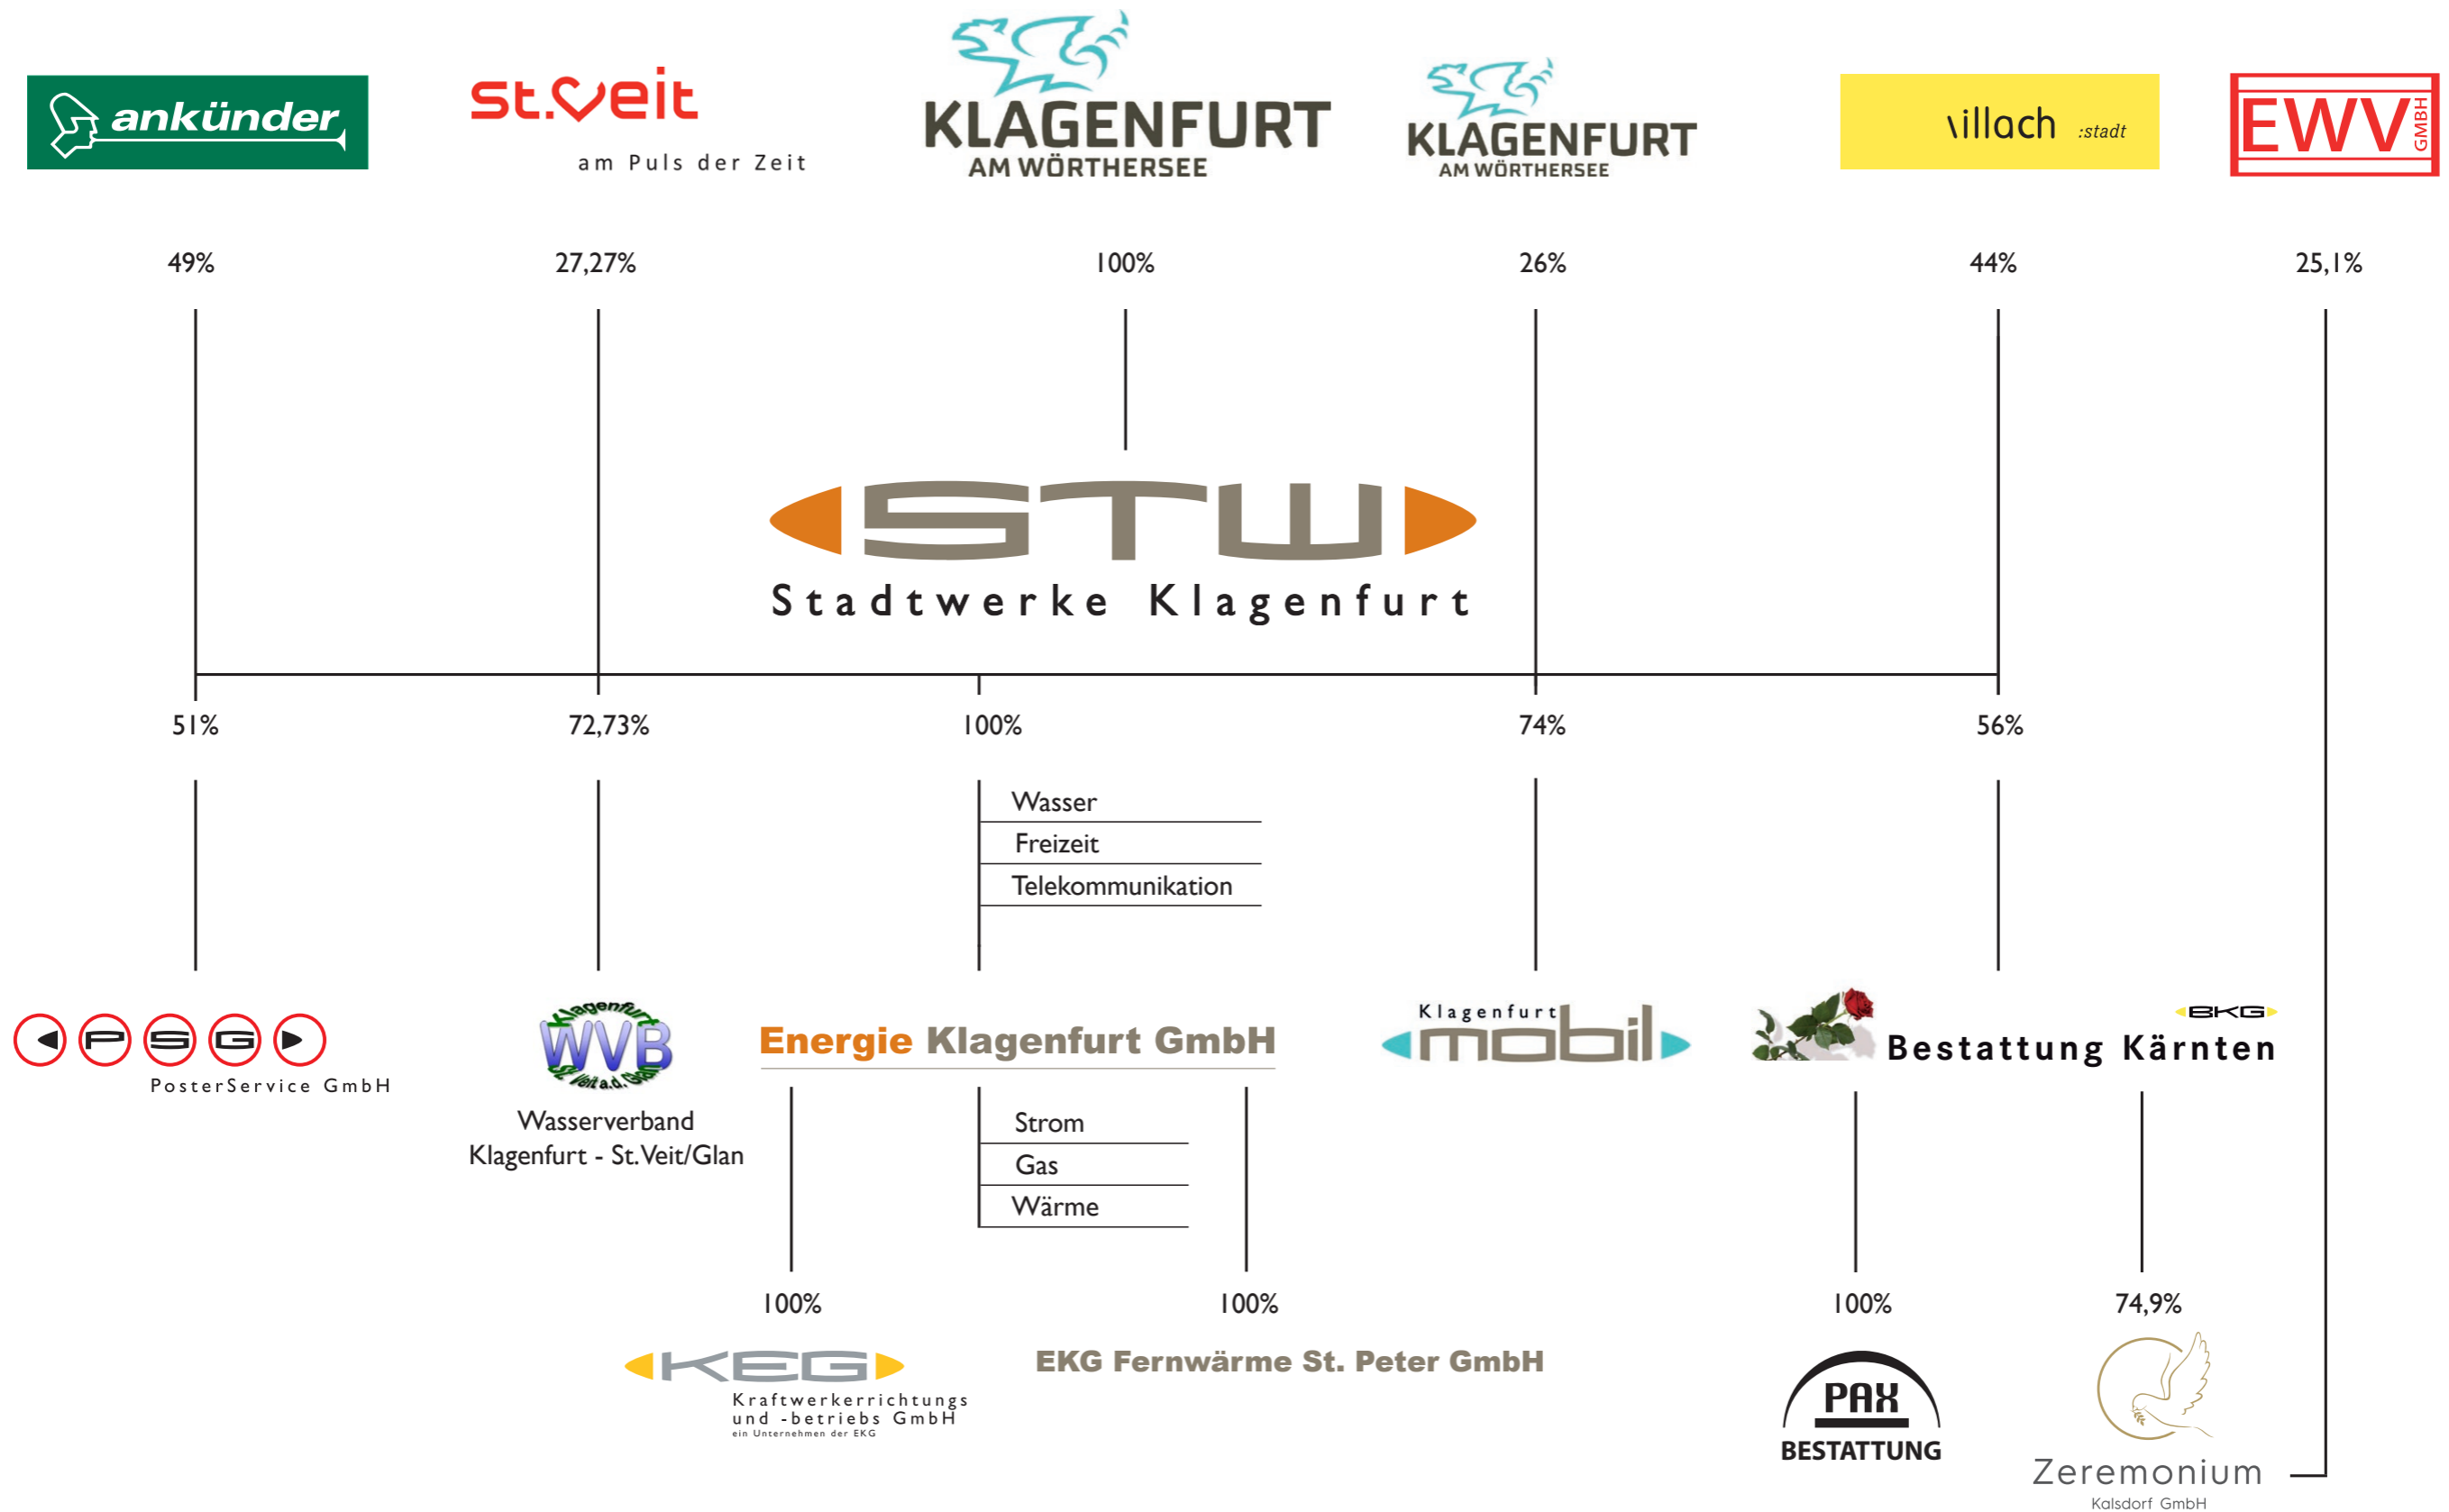 ankünder
st.veit
am Puls der Zeit
KLAGENFURT
AM WÖRTHERSEE
KLAGENFURT
AM WÖRTHERSEE
villach :stadt
EWV GMBH
49%
27,27%
100%
26%
44%
25,1%
STW
Stadtwerke Klagenfurt
51%
72,73%
100%
74%
56%
Wasser
Freizeit
Telekommunikation
PSG
PosterService GmbH
Klagenfurt
WVB
St. Veit a.d. Glan
Wasserverband
Klagenfurt - St.Veit/Glan
Energie Klagenfurt GmbH
Klagenfurt
mobil
BKG
Bestattung Kärnten
Strom
Gas
Wärme
100%
100%
100%
74,9%
KEG
Kraftwerkerrichtungs
und -betriebs GmbH
ein Unternehmen der EKG
EKG Fernwärme St. Peter GmbH
PAX
BESTATTUNG
Zeremonium
Kalsdorf GmbH